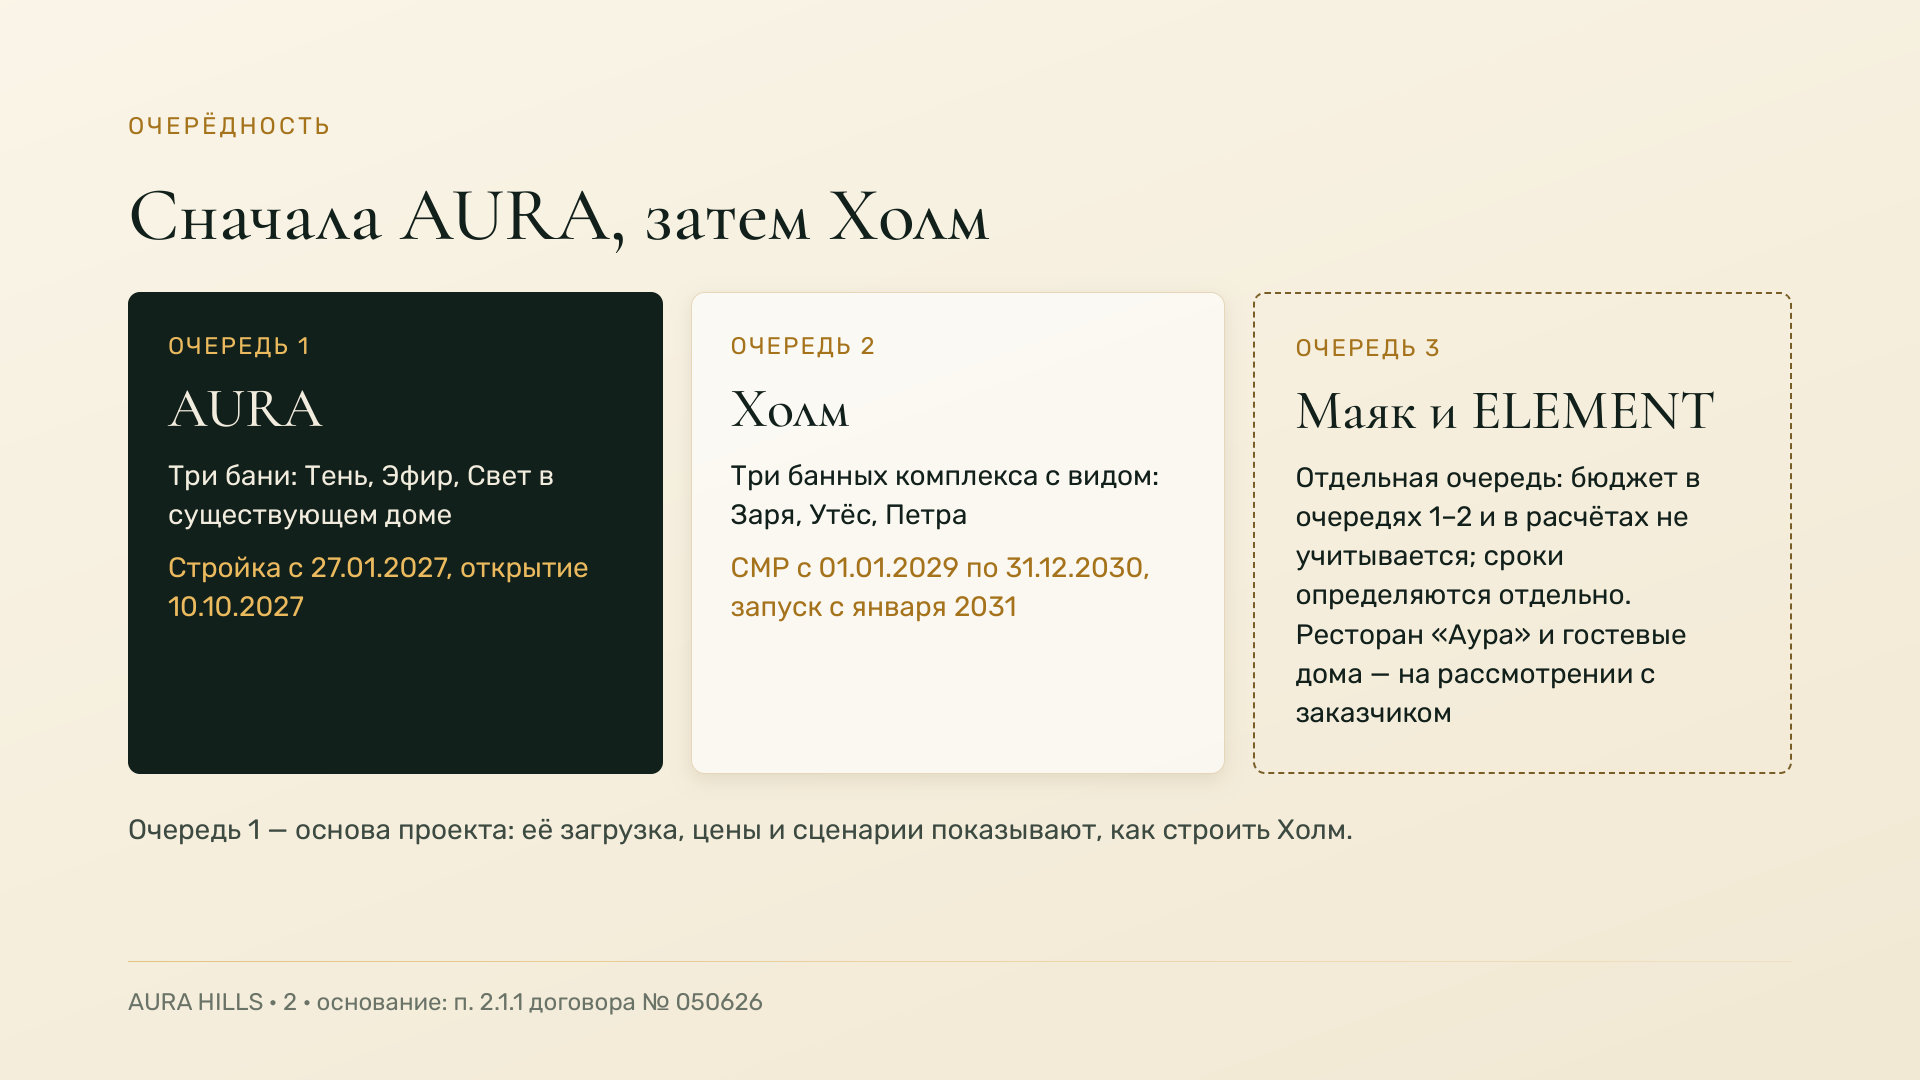 ОЧЕРЁДНОСТЬ
Сначала AURA, затем Холм
ОЧЕРЕДЬ 1
AURA
Три бани: Тень, Эфир, Свет в
существующем доме
Стройка с 27.01.2027, открытие
10.10.2027
ОЧЕРЕДЬ 2
Холм
Три банных комплекса с видом:
Заря, Утёс, Петра
СМР с 01.01.2029 по 31.12.2030,
запуск с января 2031
ОЧЕРЕДЬ 3
Маяк и ELEMENT
Отдельная очередь: бюджет в
очередях 1–2 и в расчётах не
учитывается; сроки
определяются отдельно.
Ресторан «Аура» и гостевые
дома — на рассмотрении с
заказчиком
Очередь 1 — основа проекта: её загрузка, цены и сценарии показывают, как строить Холм.
AURA HILLS • 2 • основание: п. 2.1.1 договора № 050626